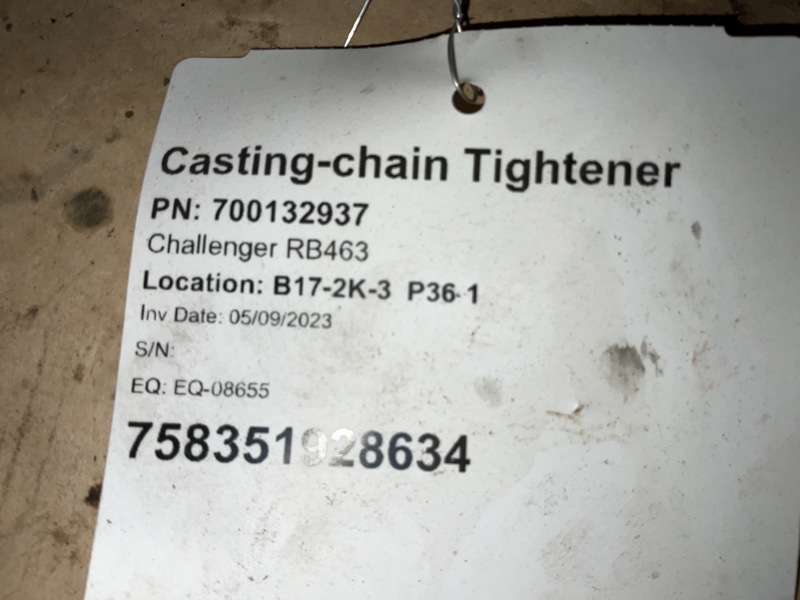 Casting-chain Tightener
PN: 700132937
Challenger RB463
Location: B17-2K-3 P36-1
Inv Date: 05/09/2023
S/N:
EQ: EQ-08655
758351928634